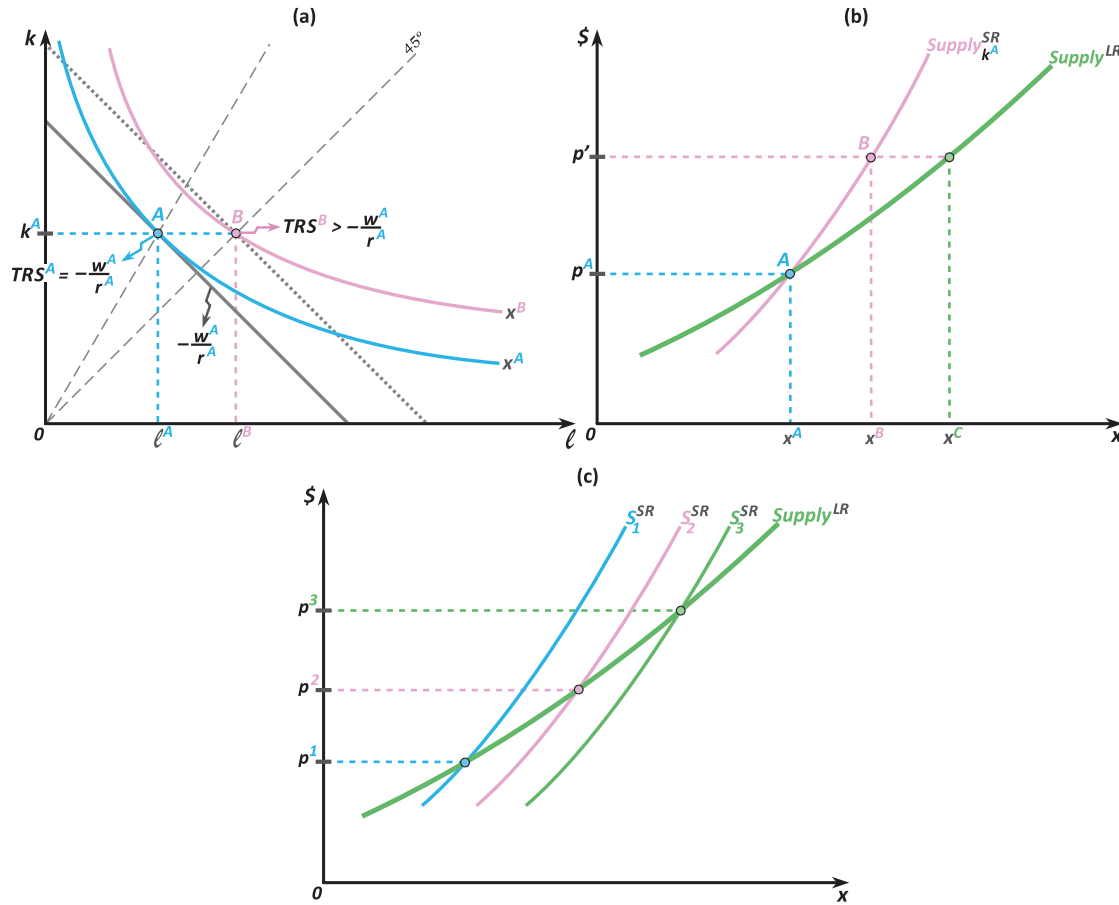 (a)
k
45°
A
B
TRS^B > −w^A/r^A
k^A
TRS^A = −w^A/r^A
−w^A/r^A
x^B
x^A
0
ℓ^A
ℓ^B
ℓ
(b)
$
Supply^SR_k^A
Supply^LR
B
p′
A
p^A
0
x^A
x^B
x^C
x
(c)
$
S_1^SR
S_2^SR
S_3^SR
Supply^LR
p^3
p^2
p^1
0
x